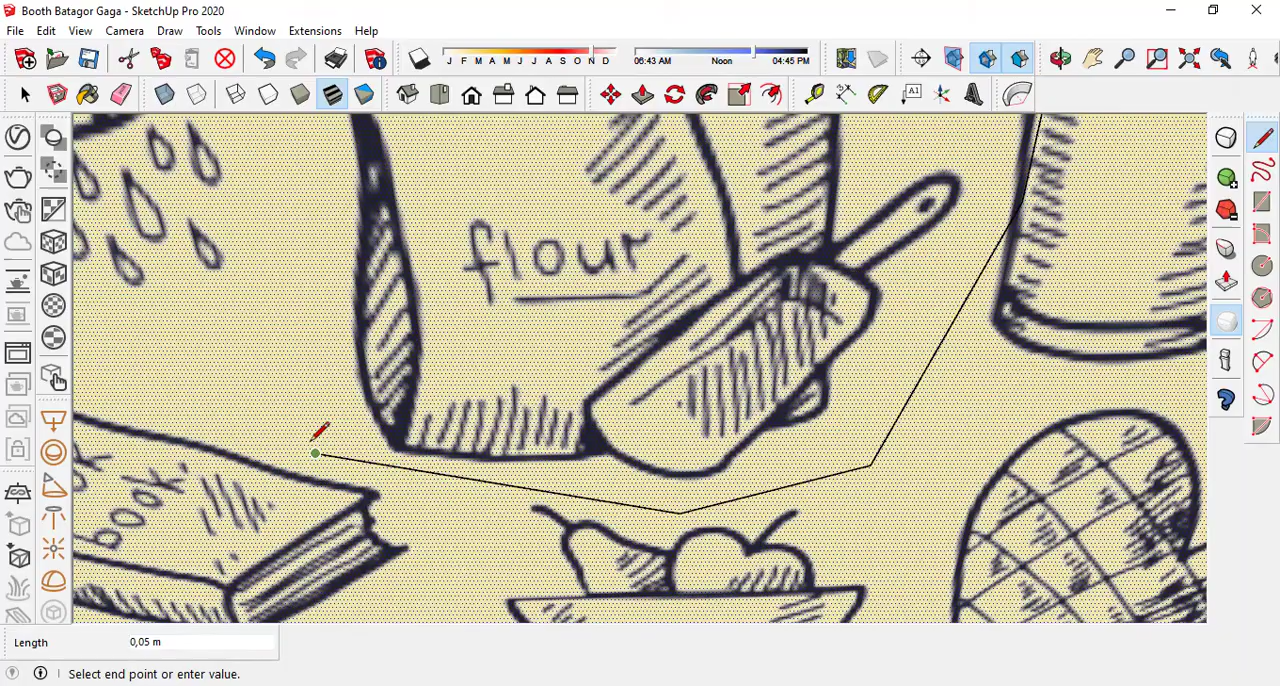 Booth Batagor Gaga - SketchUp Pro 2020
File Edit View Camera Draw Tools Window Extensions Help
J F M A M J J A S O N D
06:43 AM Noon 04:45 PM
A1
flour
book
Length 0,05 m
Select end point or enter value.